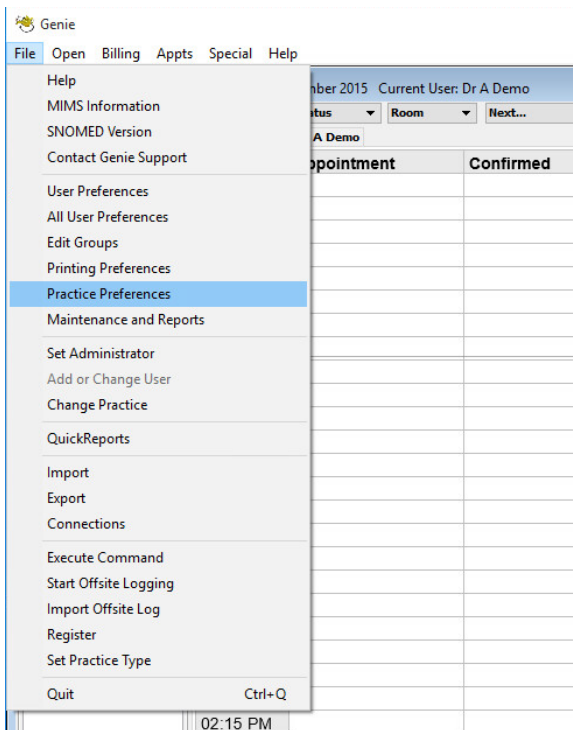 Genie
File Open Billing Appts Special Help
Help
MIMS Information
SNOMED Version
Contact Genie Support
User Preferences
All User Preferences
Edit Groups
Printing Preferences
Practice Preferences
Maintenance and Reports
Set Administrator
Add or Change User
Change Practice
QuickReports
Import
Export
Connections
Execute Command
Start Offsite Logging
Import Offsite Log
Register
Set Practice Type
Quit Ctrl+Q
nber 2015 Current User: Dr A Demo
atus Room Next...
A Demo
ppointment Confirmed
02:15 PM